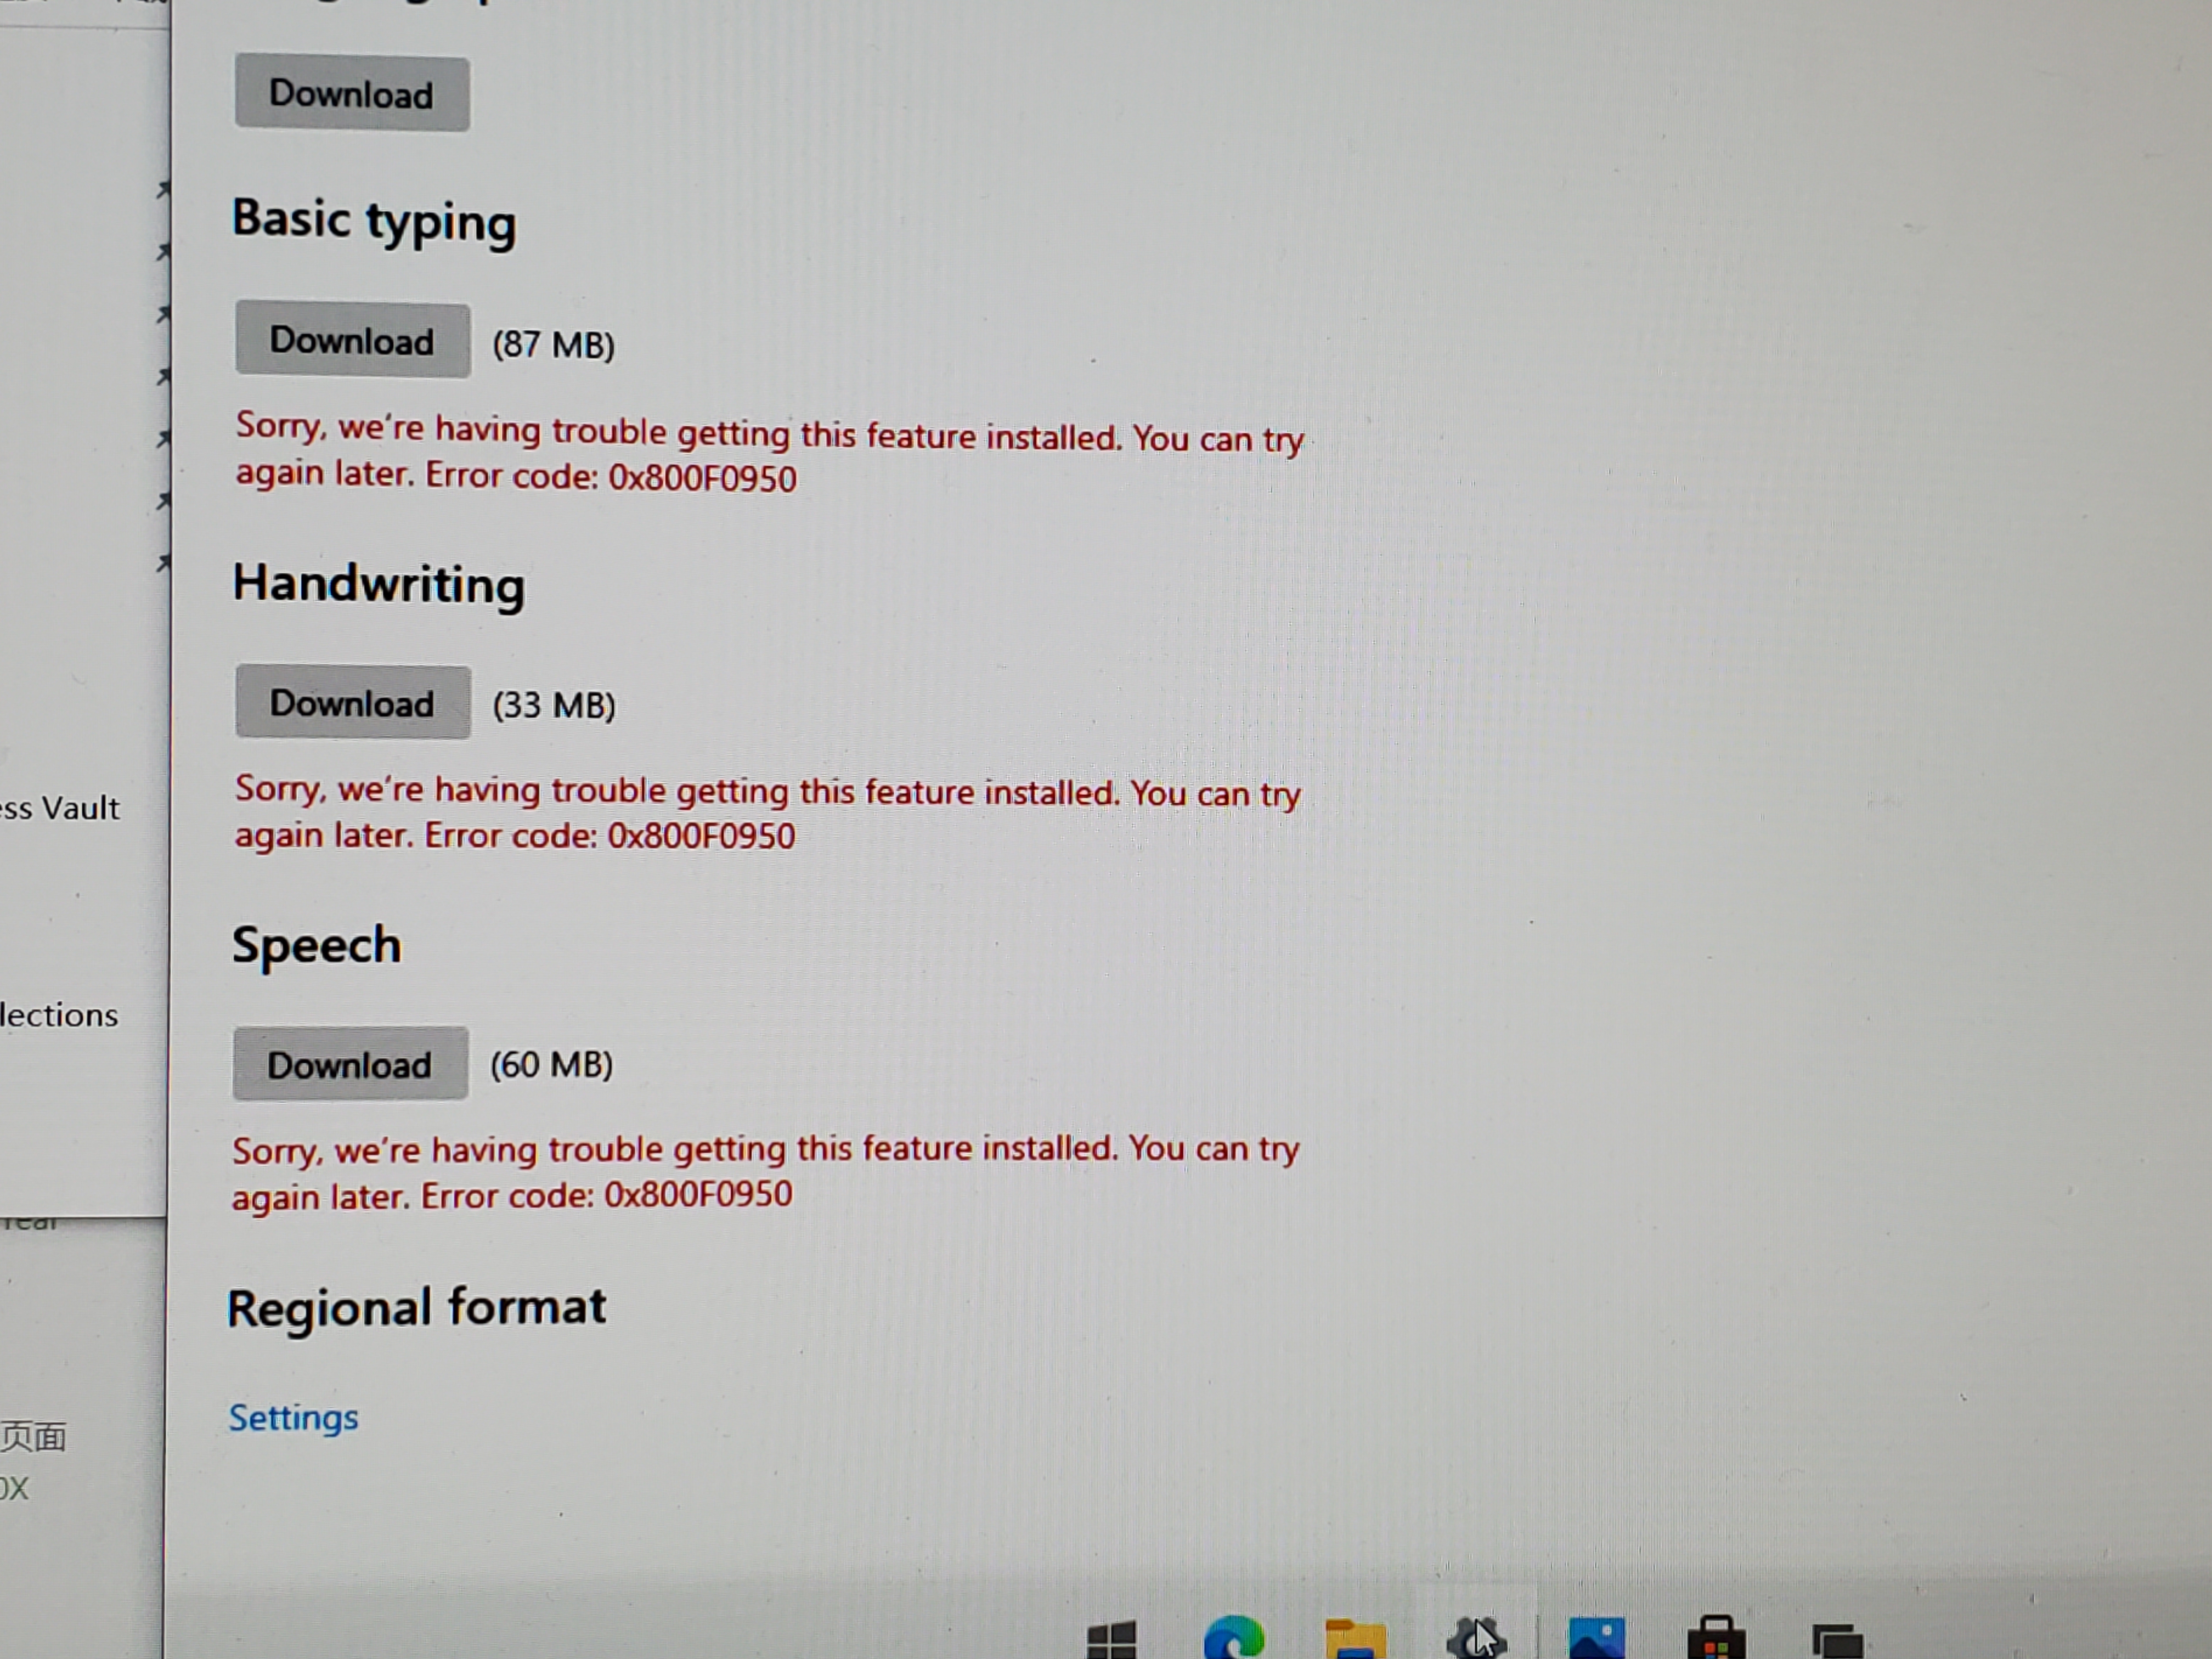 Download
Basic typing
Download (87 MB)
Sorry, we're having trouble getting this feature installed. You can try
again later. Error code: 0x800F0950
Handwriting
Download (33 MB)
Sorry, we're having trouble getting this feature installed. You can try
again later. Error code: 0x800F0950
Speech
Download (60 MB)
Sorry, we're having trouble getting this feature installed. You can try
again later. Error code: 0x800F0950
Regional format
Settings
ess Vault
lections
页面
0X